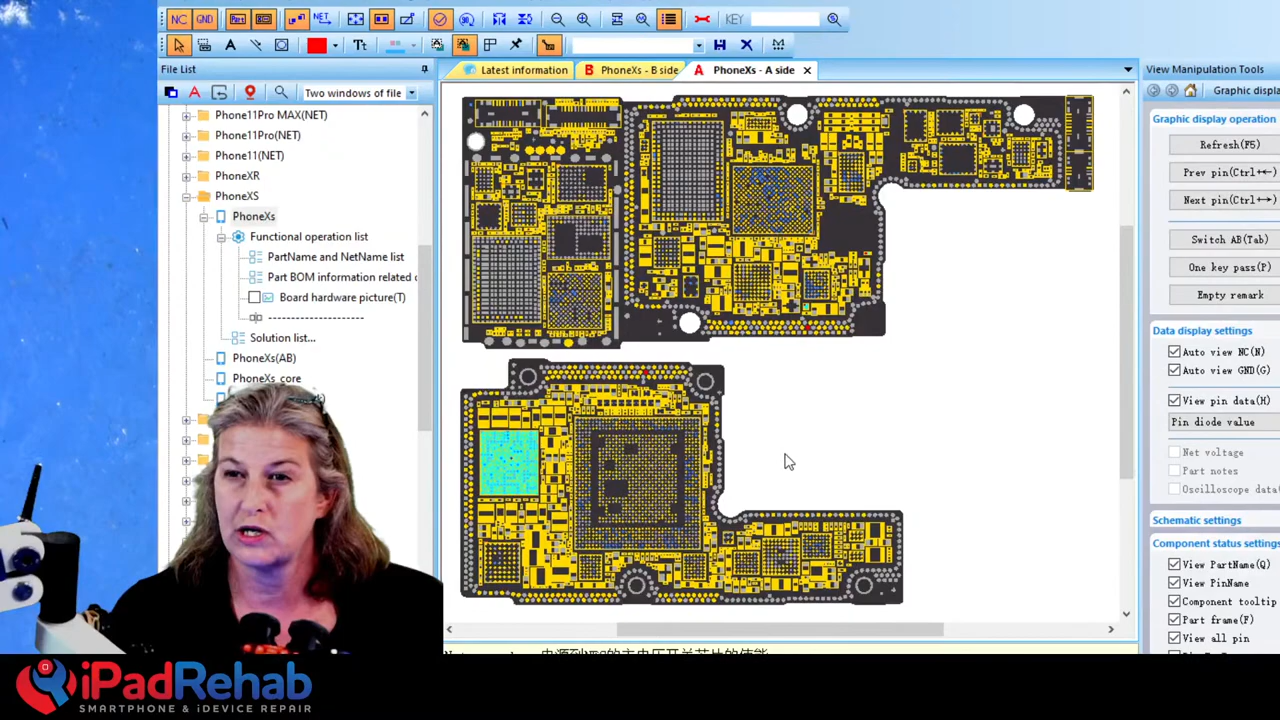 NC GND NET KEY
Tt
File List
View Manipulation Tools
Latest information
B PhoneXs - B side
A PhoneXs - A side
A Two windows of file
Graphic display
Phone11Pro MAX(NET)
Phone11Pro(NET)
Phone11(NET)
PhoneXR
PhoneXS
PhoneXs
Functional operation list
PartName and NetName list
Part BOM information related
Board hardware picture(T)
--------------------
Solution list...
PhoneXs(AB)
PhoneXs_core
Graphic display operation
Refresh(F5)
Prev pin(Ctrl+←)
Next pin(Ctrl+→)
Switch AB(Tab)
One key pass(P)
Empty remark
Data display settings
Auto view NC(N)
Auto view GND(G)
View pin data(H)
Pin diode value
Net voltage
Part notes
Oscilloscope data
Schematic settings
Component status setting
View PartName(Q)
View PinName
Component tooltip
Part frame(F)
View all pin
iPadRehab
SMARTPHONE & iDEVICE REPAIR